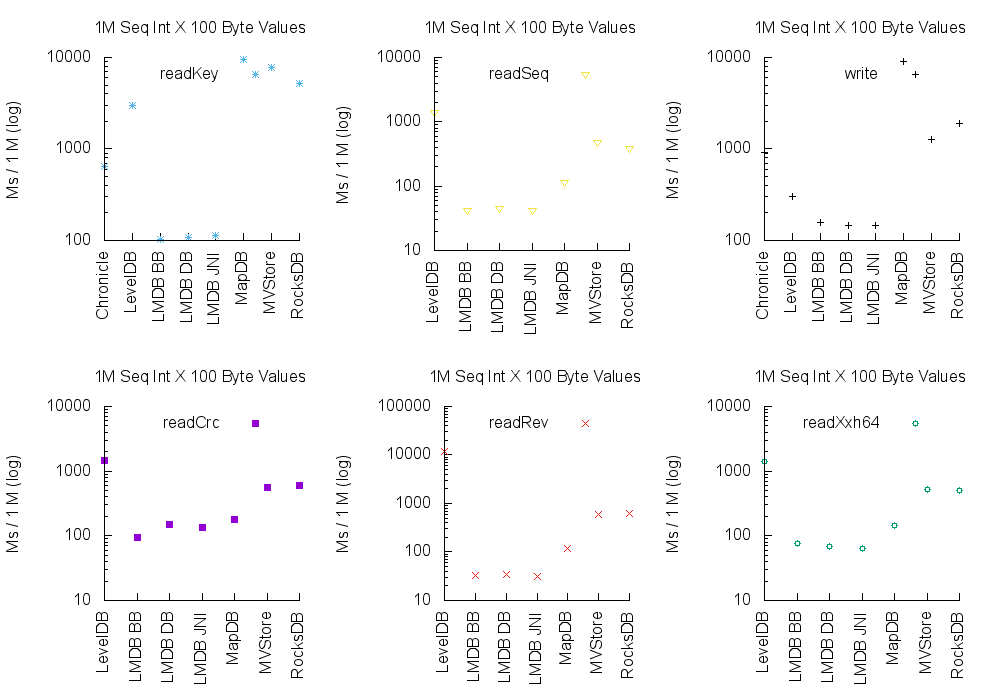 1M Seq Int X 100 Byte Values
readKey
Ms / 1 M (log)
10000
1000
100
Chronicle
LevelDB
LMDB BB
LMDB DB
LMDB JNI
MapDB
MVStore
RocksDB
1M Seq Int X 100 Byte Values
readSeq
Ms / 1 M (log)
10000
1000
100
10
LevelDB
LMDB BB
LMDB DB
LMDB JNI
MapDB
MVStore
RocksDB
1M Seq Int X 100 Byte Values
write
Ms / 1 M (log)
10000
1000
100
Chronicle
LevelDB
LMDB BB
LMDB DB
LMDB JNI
MapDB
MVStore
RocksDB
1M Seq Int X 100 Byte Values
readCrc
Ms / 1 M (log)
10000
1000
100
10
LevelDB
LMDB BB
LMDB DB
LMDB JNI
MapDB
MVStore
RocksDB
1M Seq Int X 100 Byte Values
readRev
Ms / 1 M (log)
100000
10000
1000
100
10
LevelDB
LMDB BB
LMDB DB
LMDB JNI
MapDB
MVStore
RocksDB
1M Seq Int X 100 Byte Values
readXxh64
Ms / 1 M (log)
10000
1000
100
10
LevelDB
LMDB BB
LMDB DB
LMDB JNI
MapDB
MVStore
RocksDB